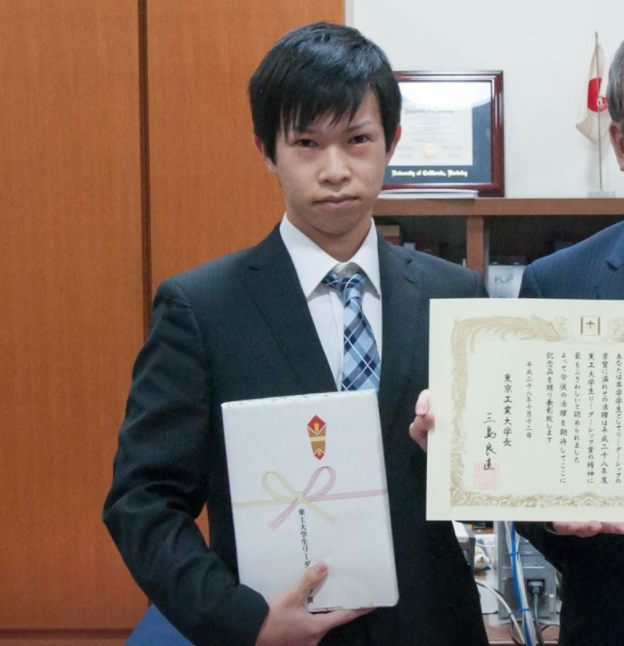 University of California, Berkeley
PLIP
あなたは本学学生としてリーダーシップの
資質に溢れその活躍は平成二十八年度
東工大学生リーダーシップ賞の精神に
最もふさわしいと認められました
よって今後の活躍を期待してここに
記念品を贈り表彰致します
平成二十八年十月十二日
東京工業大学長
三島良直
東工大学生リーダ
賞